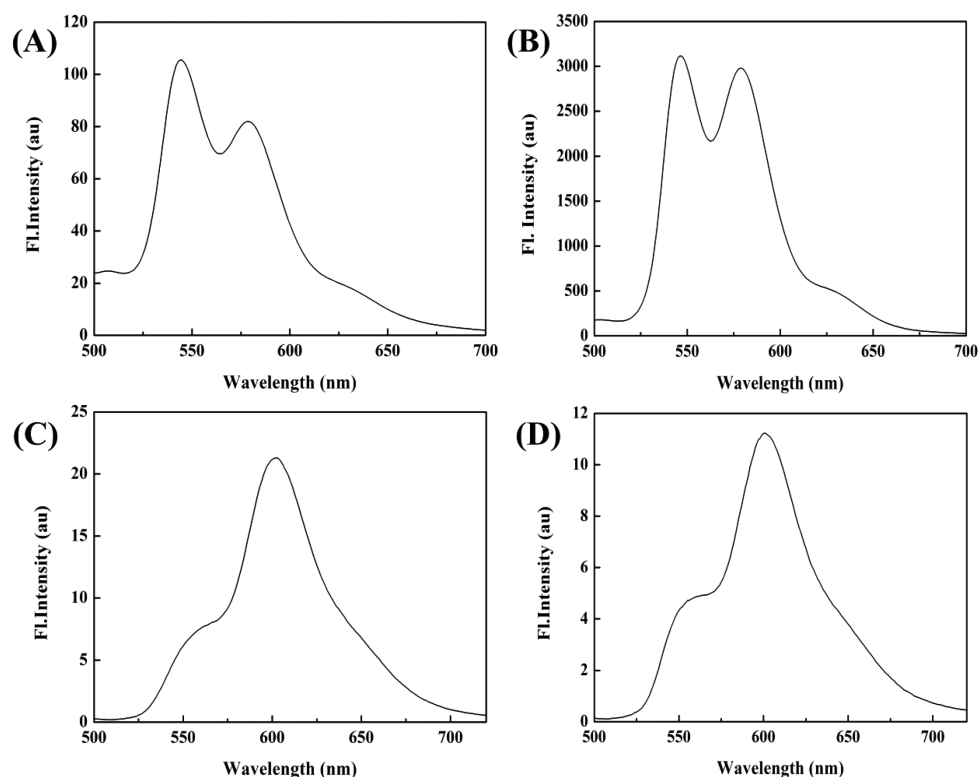 (A)
120
100
80
60
40
20
0
Fl.Intensity (au)
500 550 600 650 700
Wavelength (nm)
(B)
3500
3000
2500
2000
1500
1000
500
0
Fl. Intensity (au)
500 550 600 650 700
Wavelength (nm)
(C)
25
20
15
10
5
0
Fl.Intensity (au)
500 550 600 650 700
Wavelength (nm)
(D)
12
10
8
6
4
2
0
Fl.Intensity (au)
500 550 600 650 700
Wavelength (nm)